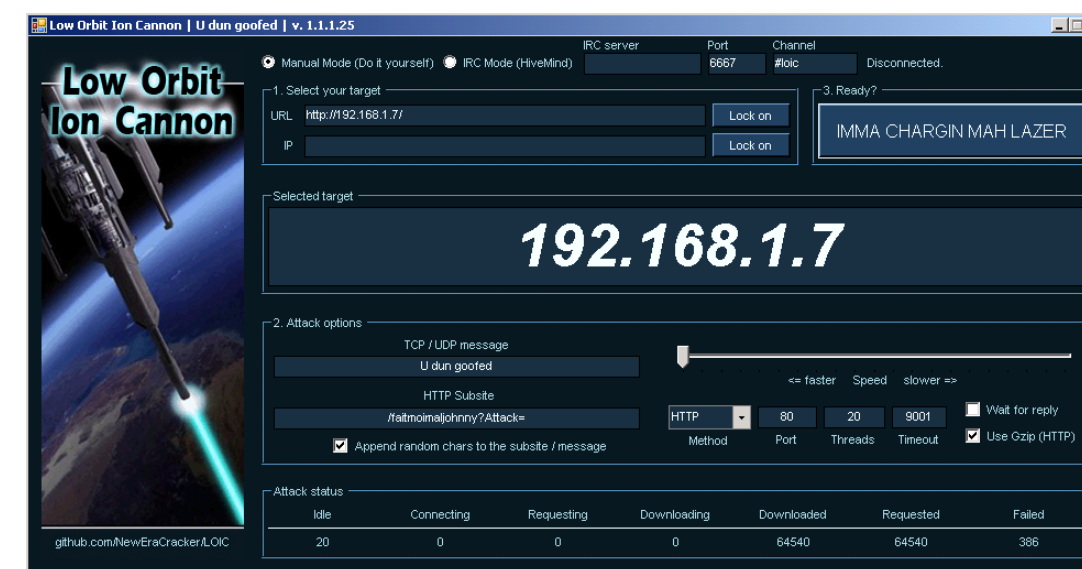 Low Orbit Ion Cannon | U dun goofed | v. 1.1.1.25
Low Orbit
Ion Cannon
IRC server Port Channel
Manual Mode (Do it yourself) IRC Mode (HiveMind) 6667 #loic Disconnected.
1. Select your target
URL http://192.168.1.7/ Lock on
IP Lock on
3. Ready?
IMMA CHARGIN MAH LAZER
Selected target
192.168.1.7
2. Attack options
TCP / UDP message
U dun goofed
HTTP Subsite
/faitmoimaljohnny?Attack=
Append random chars to the subsite / message
<= faster Speed slower =>
HTTP 80 20 9001 Wait for reply
Method Port Threads Timeout Use Gzip (HTTP)
Attack status
Idle Connecting Requesting Downloading Downloaded Requested Failed
20 0 0 0 64540 64540 386
github.com/NewEraCracker/LOIC